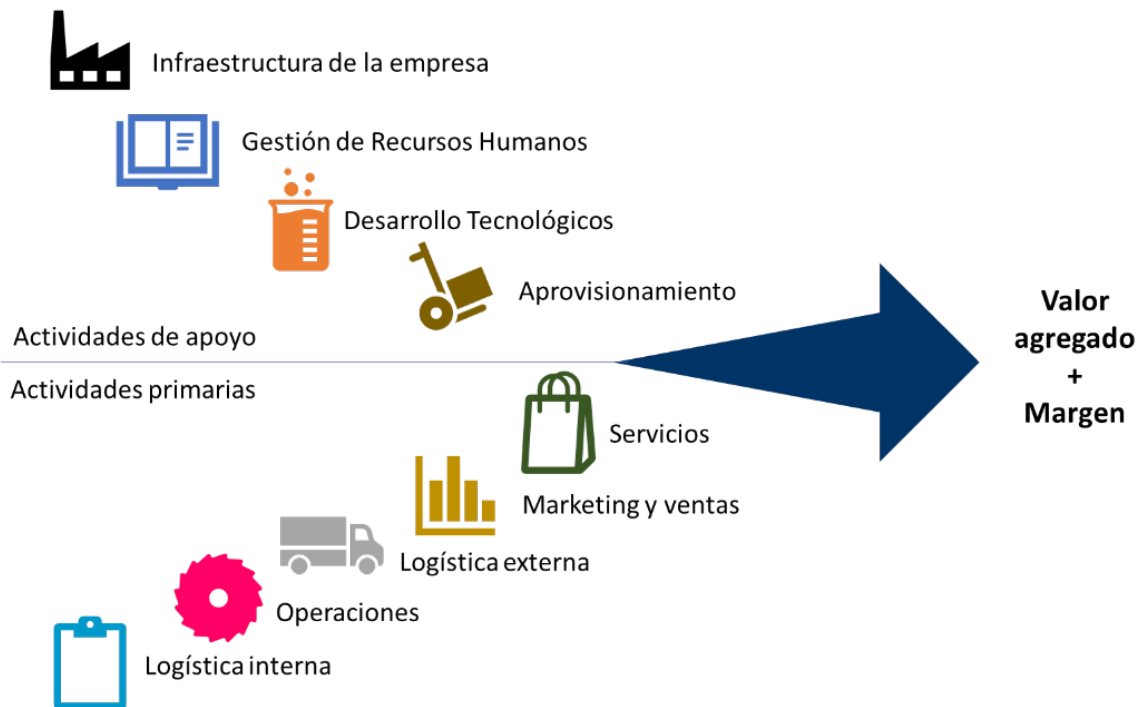 Infraestructura de la empresa
Gestión de Recursos Humanos
Desarrollo Tecnológicos
Aprovisionamiento
Actividades de apoyo
Actividades primarias
Valor
agregado
+
Margen
Servicios
Marketing y ventas
Logística externa
Operaciones
Logística interna